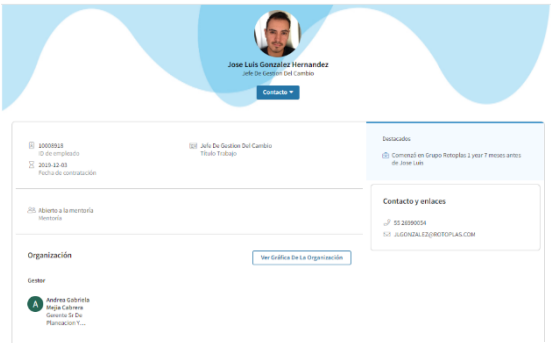 Jose Luis Gonzalez Hernandez
Jefe De Gestion Del Cambio
Contacto
10008918
ID de empleado
2019-12-03
Fecha de contratación
Jefe De Gestion Del Cambio
Título Trabajo
Abierto a la mentoría
Mentoría
Organización
Ver Gráfica De La Organización
Gestor
A
Andrea Gabriela
Mejia Cabrera
Gerente Sr De
Planeacion Y...
Destacados
Comenzó en Grupo Rotoplas 1 year 7 meses antes
de Jose Luis
Contacto y enlaces
55 26990054
JLGONZALEZ@ROTOPLAS.COM